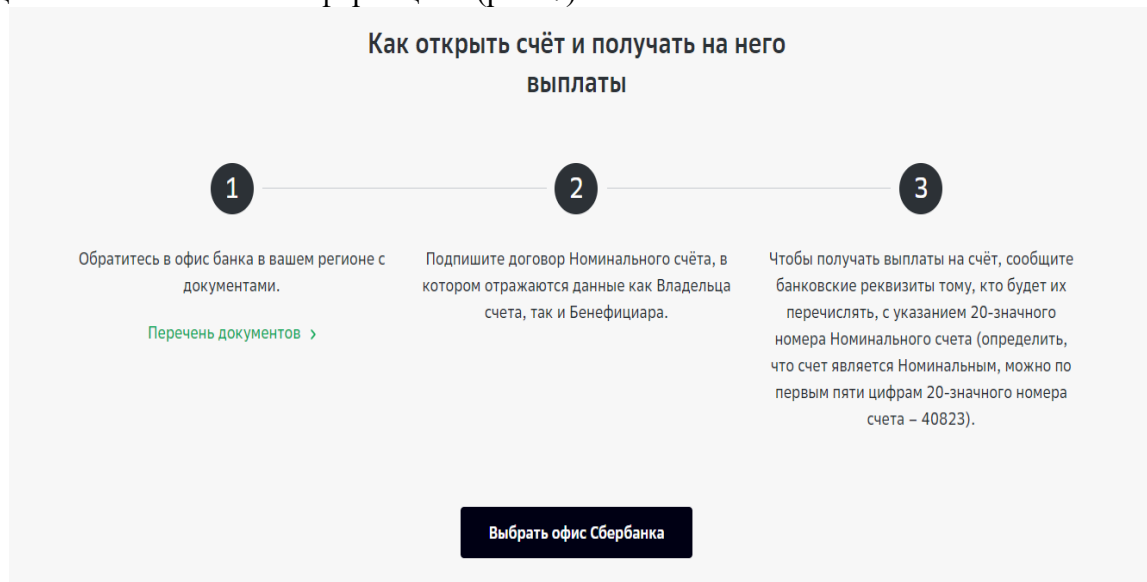 Как открыть счёт и получать на него
выплаты
1
2
3
Обратитесь в офис банка в вашем регионе с
документами.
Перечень документов >
Подпишите договор Номинального счёта, в
котором отражаются данные как Владельца
счета, так и Бенефициара.
Чтобы получать выплаты на счёт, сообщите
банковские реквизиты тому, кто будет их
перечислять, с указанием 20-значного
номера Номинального счета (определить,
что счет является Номинальным, можно по
первым пяти цифрам 20-значного номера
счета – 40823).
Выбрать офис Сбербанка